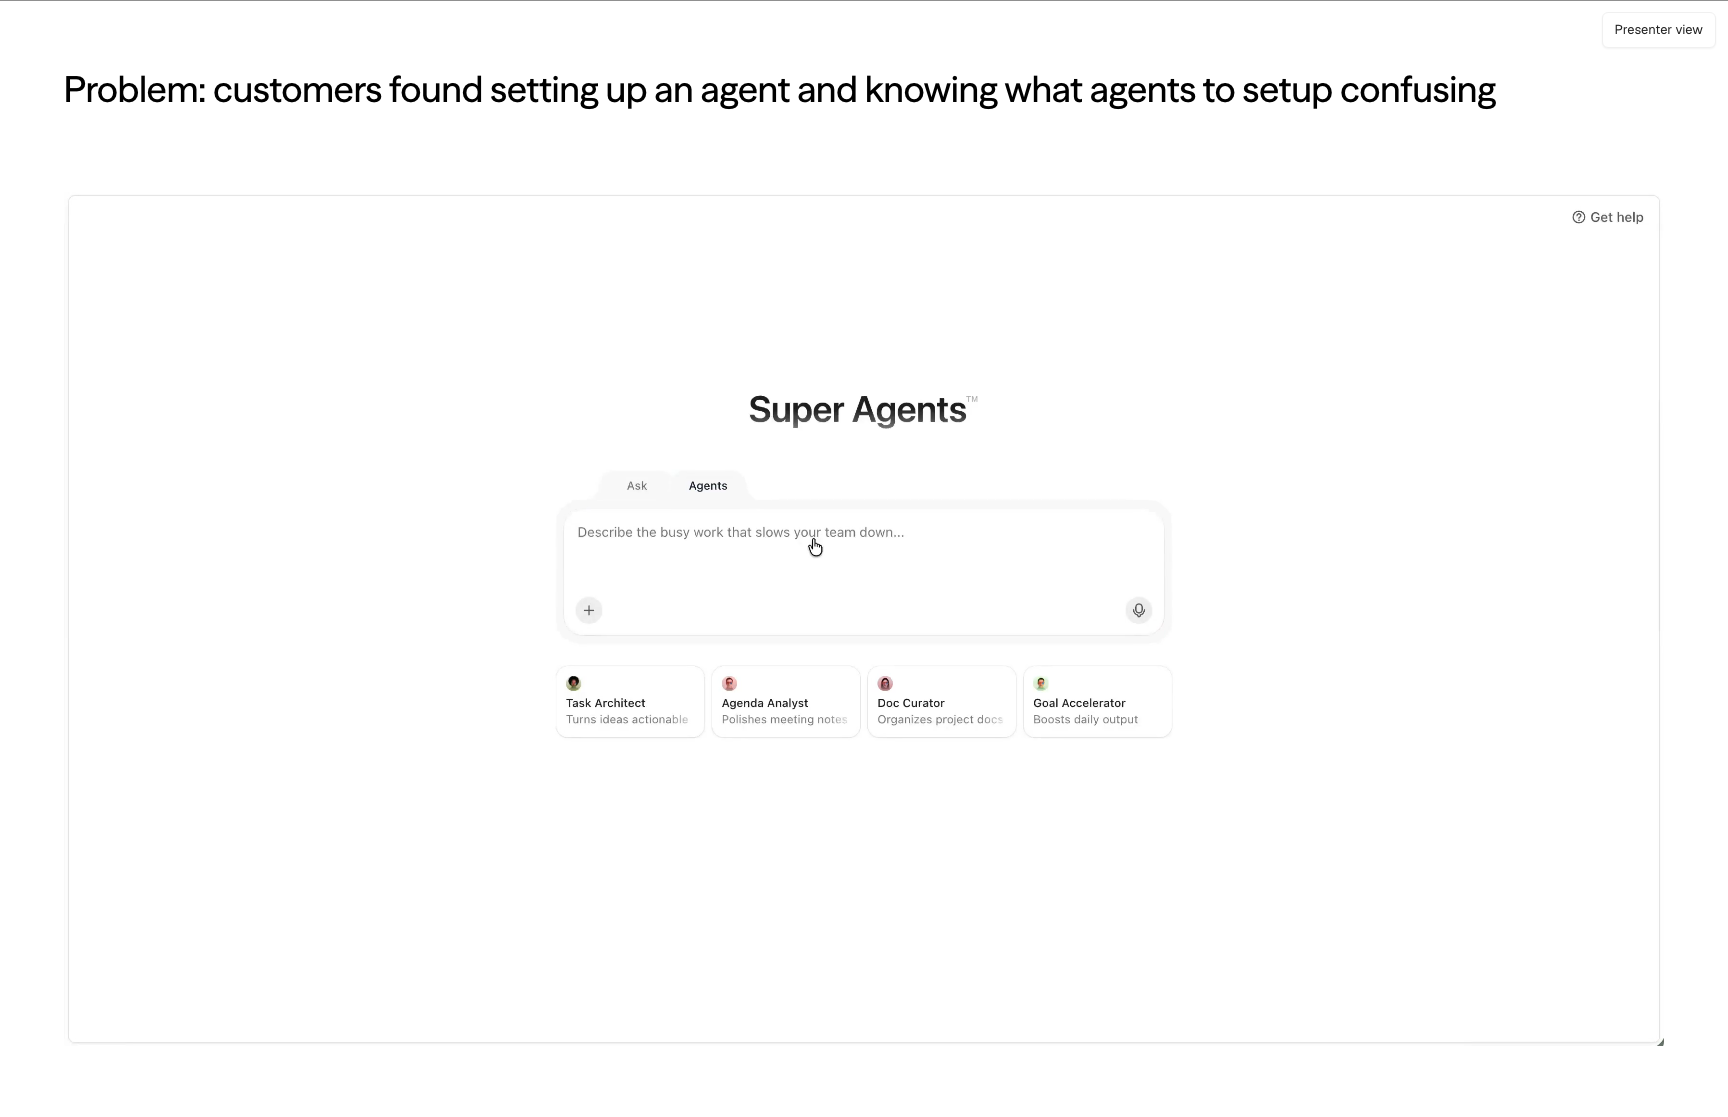 Presenter view
Problem: customers found setting up an agent and knowing what agents to setup confusing
Get help
Super Agents™
Ask
Agents
Describe the busy work that slows your team down...
Task Architect
Turns ideas actionable
Agenda Analyst
Polishes meeting notes
Doc Curator
Organizes project docs
Goal Accelerator
Boosts daily output